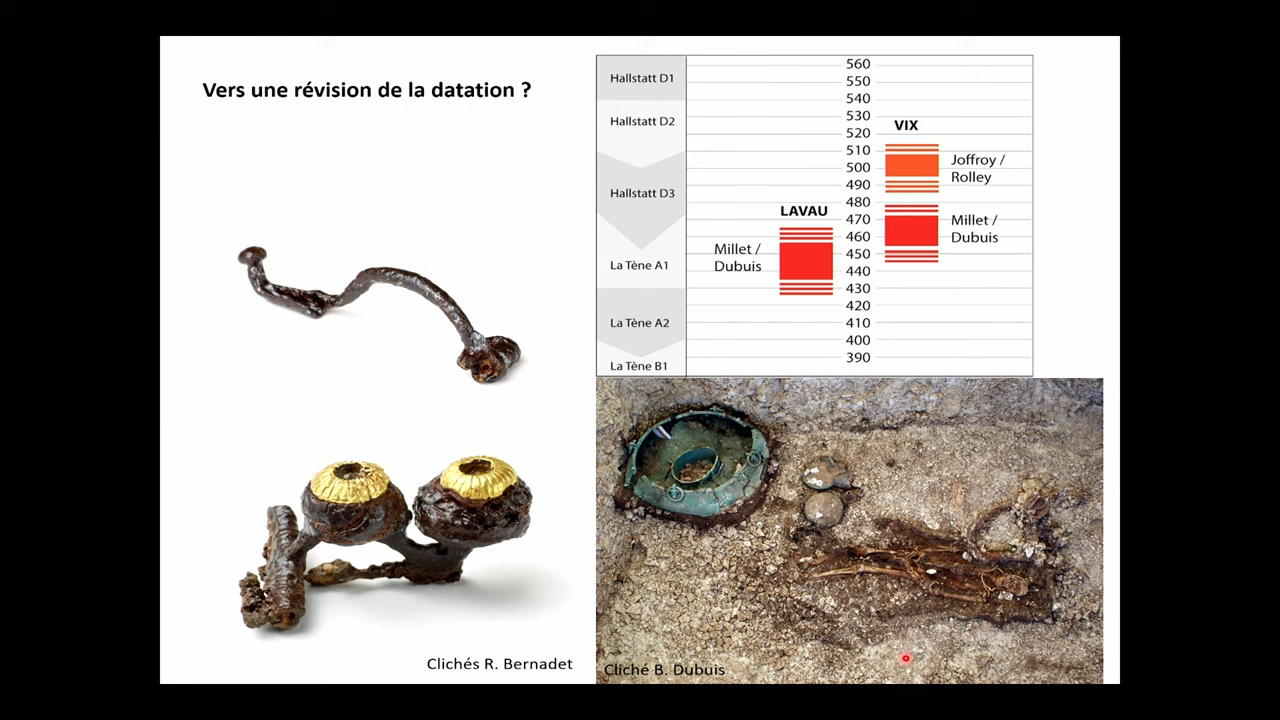 Vers une révision de la datation ?
Hallstatt D1
Hallstatt D2
Hallstatt D3
La Tène A1
La Tène A2
La Tène B1
560
550
540
530
520
510
500
490
480
470
460
450
440
430
420
410
400
390
LAVAU
Millet /
Dubuis
VIX
Joffroy /
Rolley
Millet /
Dubuis
Clichés R. Bernadet
Cliché B. Dubuis